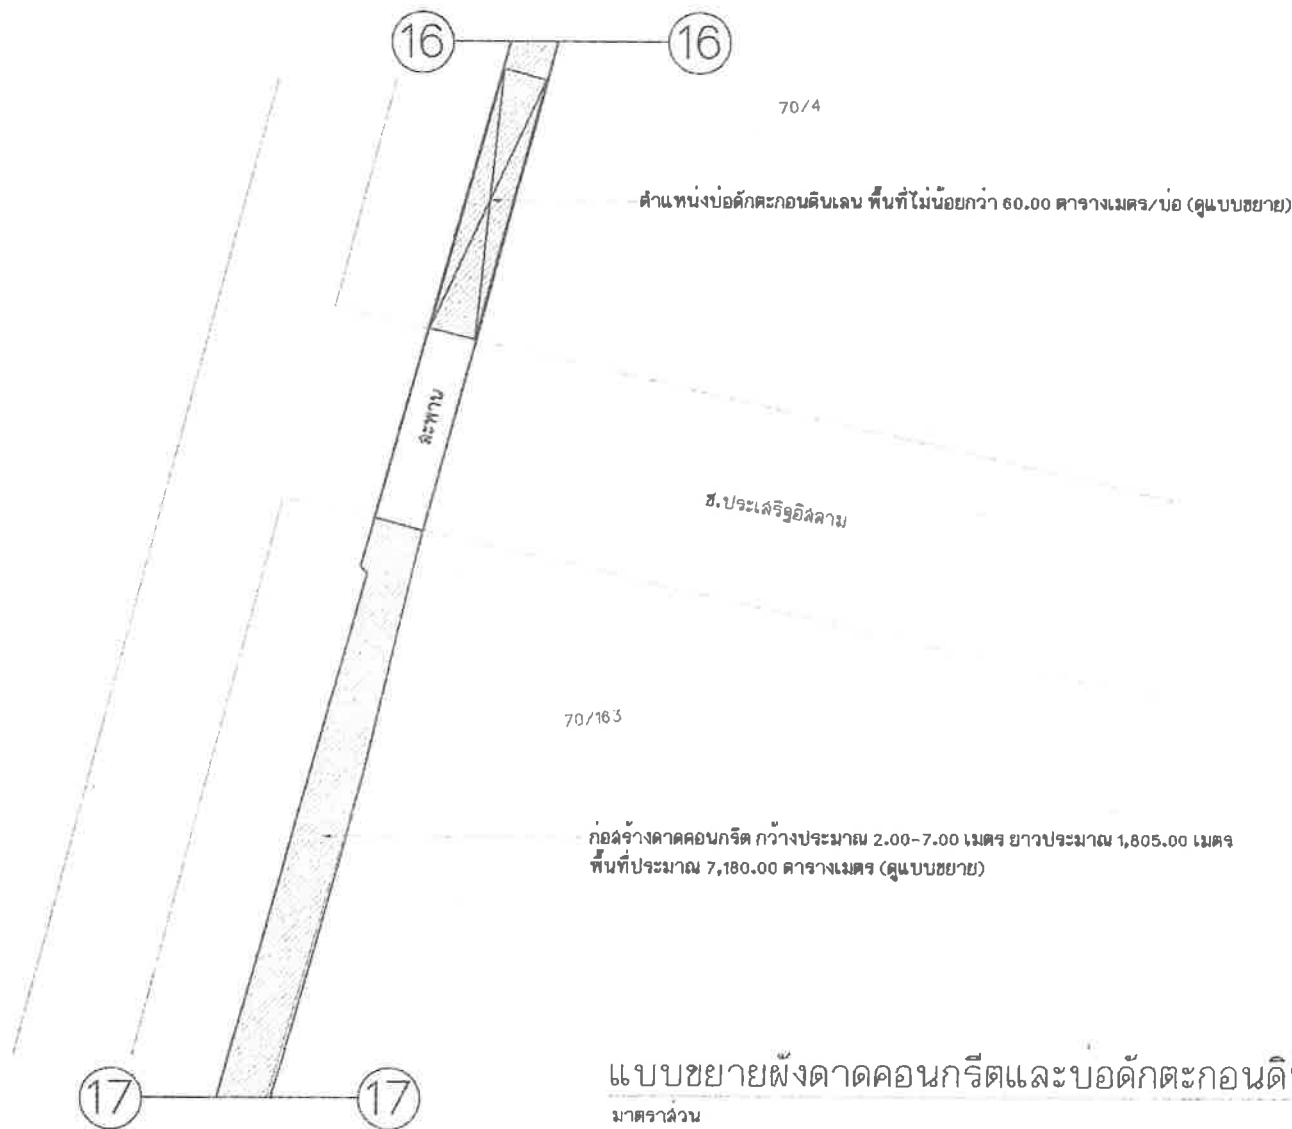 16 16
70/4
ตำแหน่งบ่อดักตะกอนดินเลน พื้นที่ไม่น้อยกว่า 60.00 ตารางเมตร/บ่อ (ดูแบบขยาย)
สะพาน
ซ.ประเสริฐอิสลาม
70/163
ก่อสร้างดาดคอนกรีต กว้างประมาณ 2.00-7.00 เมตร ยาวประมาณ 1,805.00 เมตร
พื้นที่ประมาณ 7,180.00 ตารางเมตร (ดูแบบขยาย)
17 17
แบบขยายผังดาดคอนกรีตและบ่อดักตะกอนดิ
มาตราส่วน